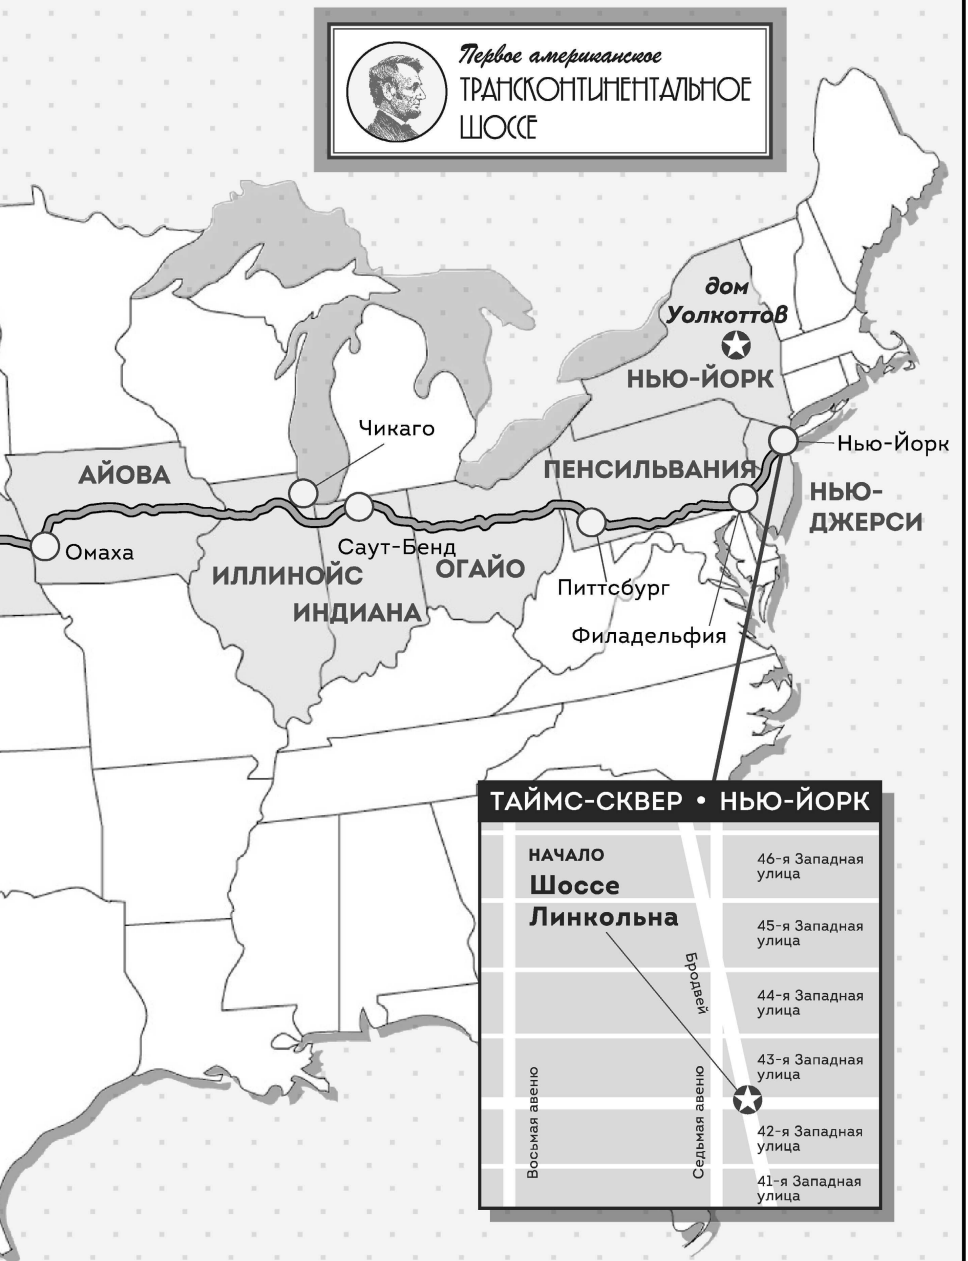 Первое американское
ТРАНСКОНТИНЕНТАЛЬНОЕ
ШОССЕ
дом
Уолкоттов
НЬЮ-ЙОРК
Чикаго
Нью-Йорк
АЙОВА
ПЕНСИЛЬВАНИЯ
НЬЮ-
ДЖЕРСИ
Омаха
Саут-Бенд
ИЛЛИНОЙС
ОГАЙО
Питтсбург
ИНДИАНА
Филадельфия
ТАЙМС-СКВЕР • НЬЮ-ЙОРК
НАЧАЛО
Шоссе
Линкольна
46-я Западная
улица
45-я Западная
улица
Бродвей
44-я Западная
улица
43-я Западная
улица
Восьмая авеню
Седьмая авеню
42-я Западная
улица
41-я Западная
улица